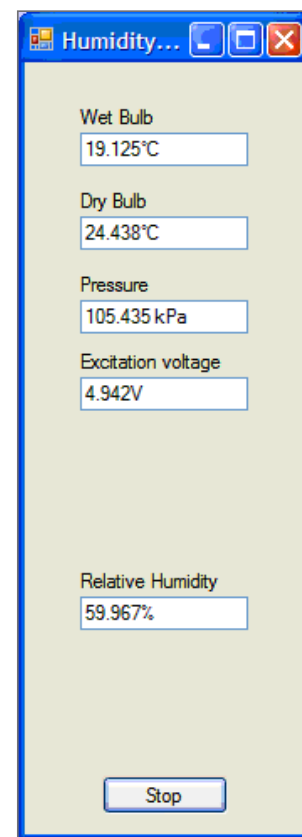 Humidity...
Wet Bulb
19.125°C
Dry Bulb
24.438°C
Pressure
105.435 kPa
Excitation voltage
4.942V
Relative Humidity
59.967%
Stop